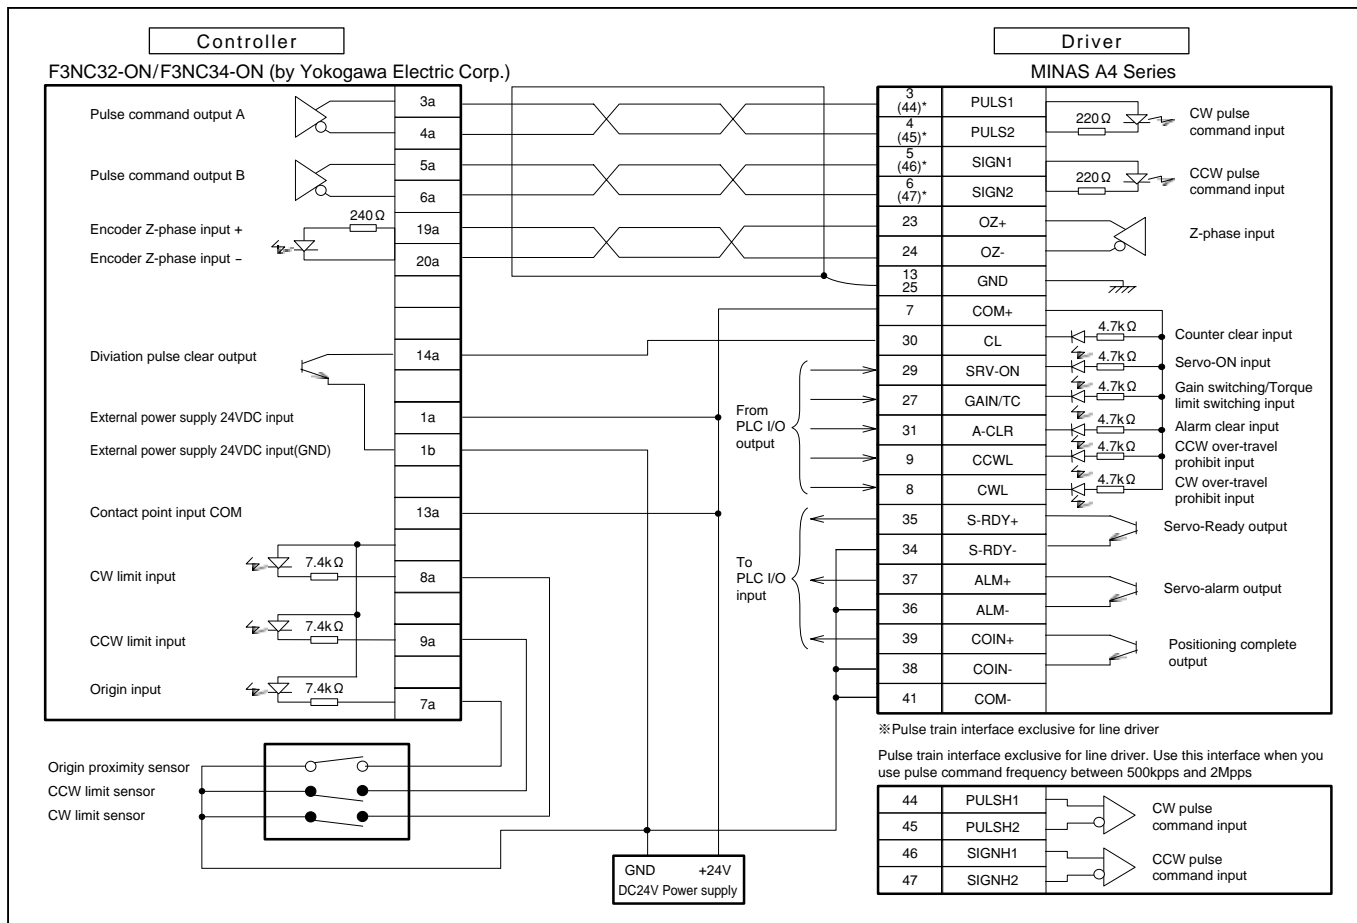 Controller
Driver
F3NC32-ON/F3NC34-ON (by Yokogawa Electric Corp.)
MINAS A4 Series
Pulse command output A
3a
4a
Pulse command output B
5a
6a
Encoder Z-phase input +
240Ω
19a
Encoder Z-phase input −
20a
Diviation pulse clear output
14a
External power supply 24VDC input
1a
External power supply 24VDC input(GND)
1b
Contact point input COM
13a
CW limit input
7.4kΩ
8a
CCW limit input
7.4kΩ
9a
Origin input
7.4kΩ
7a
Origin proximity sensor
CCW limit sensor
CW limit sensor
GND +24V
DC24V Power supply
From
PLC I/O
output
To
PLC I/O
input
3
(44)*
PULS1
4
(45)*
PULS2
220Ω
CW pulse
command input
5
(46)*
SIGN1
6
(47)*
SIGN2
220Ω
CCW pulse
command input
23
OZ+
24
OZ-
Z-phase input
13
25
GND
7
COM+
30
CL
4.7kΩ
Counter clear input
29
SRV-ON
4.7kΩ
Servo-ON input
27
GAIN/TC
4.7kΩ
Gain switching/Torque
limit switching input
31
A-CLR
4.7kΩ
Alarm clear input
9
CCWL
4.7kΩ
CCW over-travel
prohibit input
8
CWL
4.7kΩ
CW over-travel
prohibit input
35
S-RDY+
34
S-RDY-
Servo-Ready output
37
ALM+
36
ALM-
Servo-alarm output
39
COIN+
38
COIN-
Positioning complete
output
41
COM-
※Pulse train interface exclusive for line driver
Pulse train interface exclusive for line driver. Use this interface when you
use pulse command frequency between 500kpps and 2Mpps
44
PULSH1
45
PULSH2
CW pulse
command input
46
SIGNH1
47
SIGNH2
CCW pulse
command input